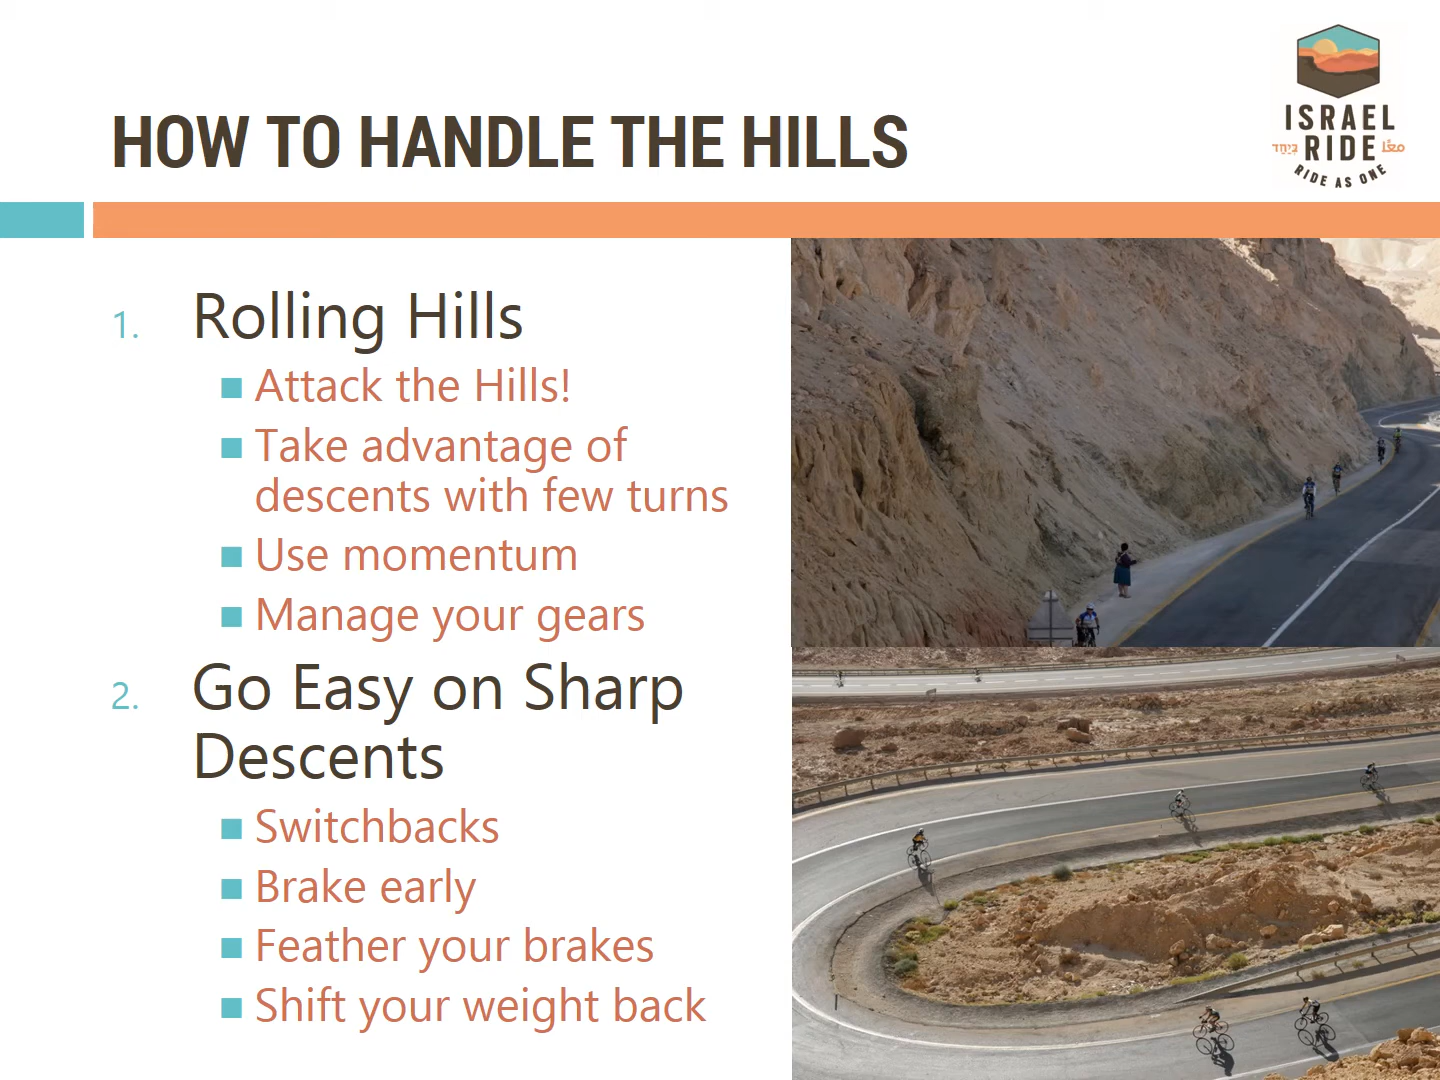 HOW TO HANDLE THE HILLS
ISRAEL
בְּיַחַד RIDE معًا
RIDE AS ONE
1. Rolling Hills
Attack the Hills!
Take advantage of
descents with few turns
Use momentum
Manage your gears
2. Go Easy on Sharp
Descents
Switchbacks
Brake early
Feather your brakes
Shift your weight back